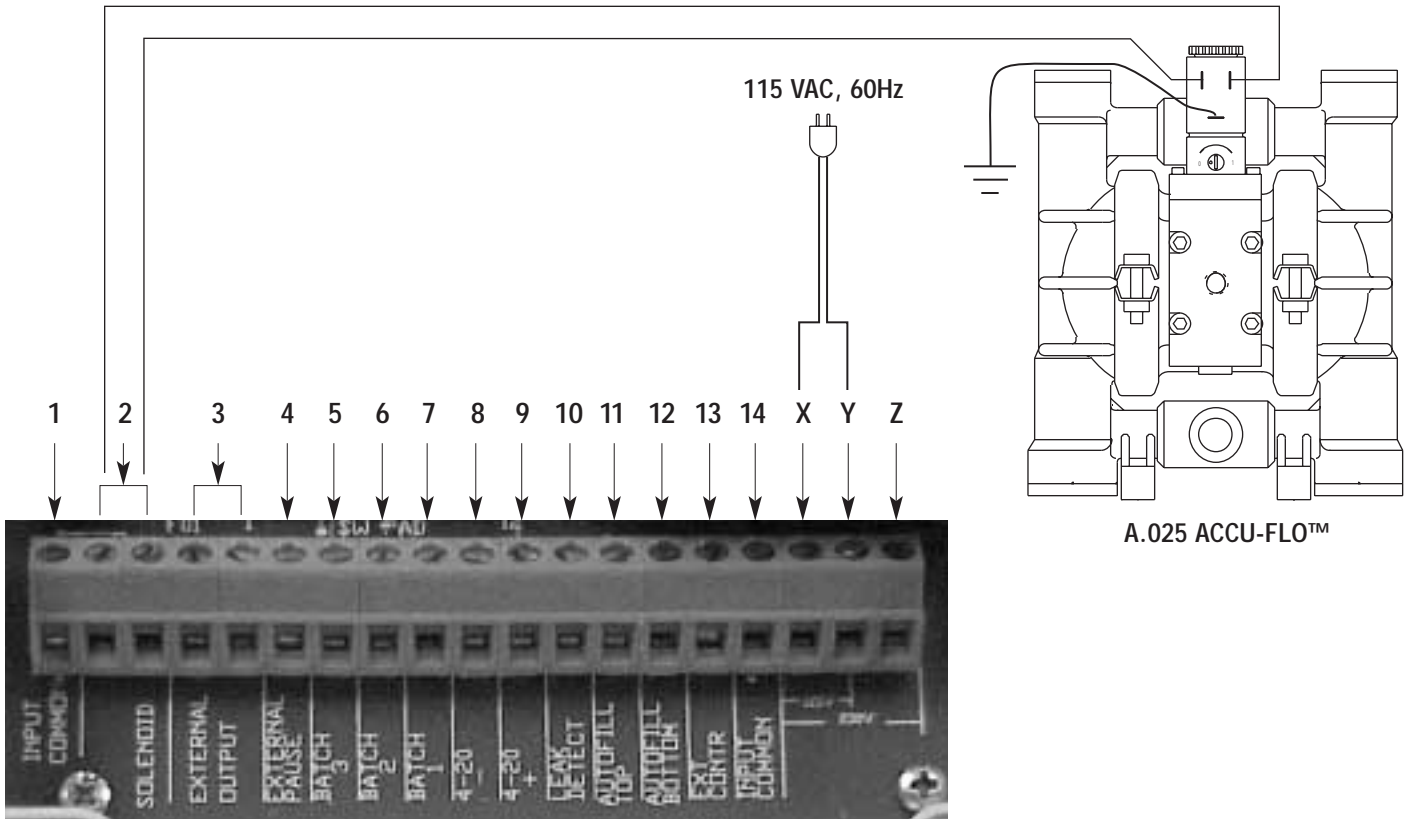 115 VAC, 60Hz
0 1
A.025 ACCU-FLO™
1 2 3 4 5 6 7 8 9 10 11 12 13 14 X Y Z
INPUT
COMMON
SOLENOID
EXTERNAL
OUTPUT
EXTERNAL
PAUSE
BATCH
3
BATCH
2
BATCH
1
4-20
-
4-20
+
LEAK
DETECT
AUTOFILL
TOP
AUTOFILL
BOTTOM
EXT
CONTR
INPUT
COMMON
230V